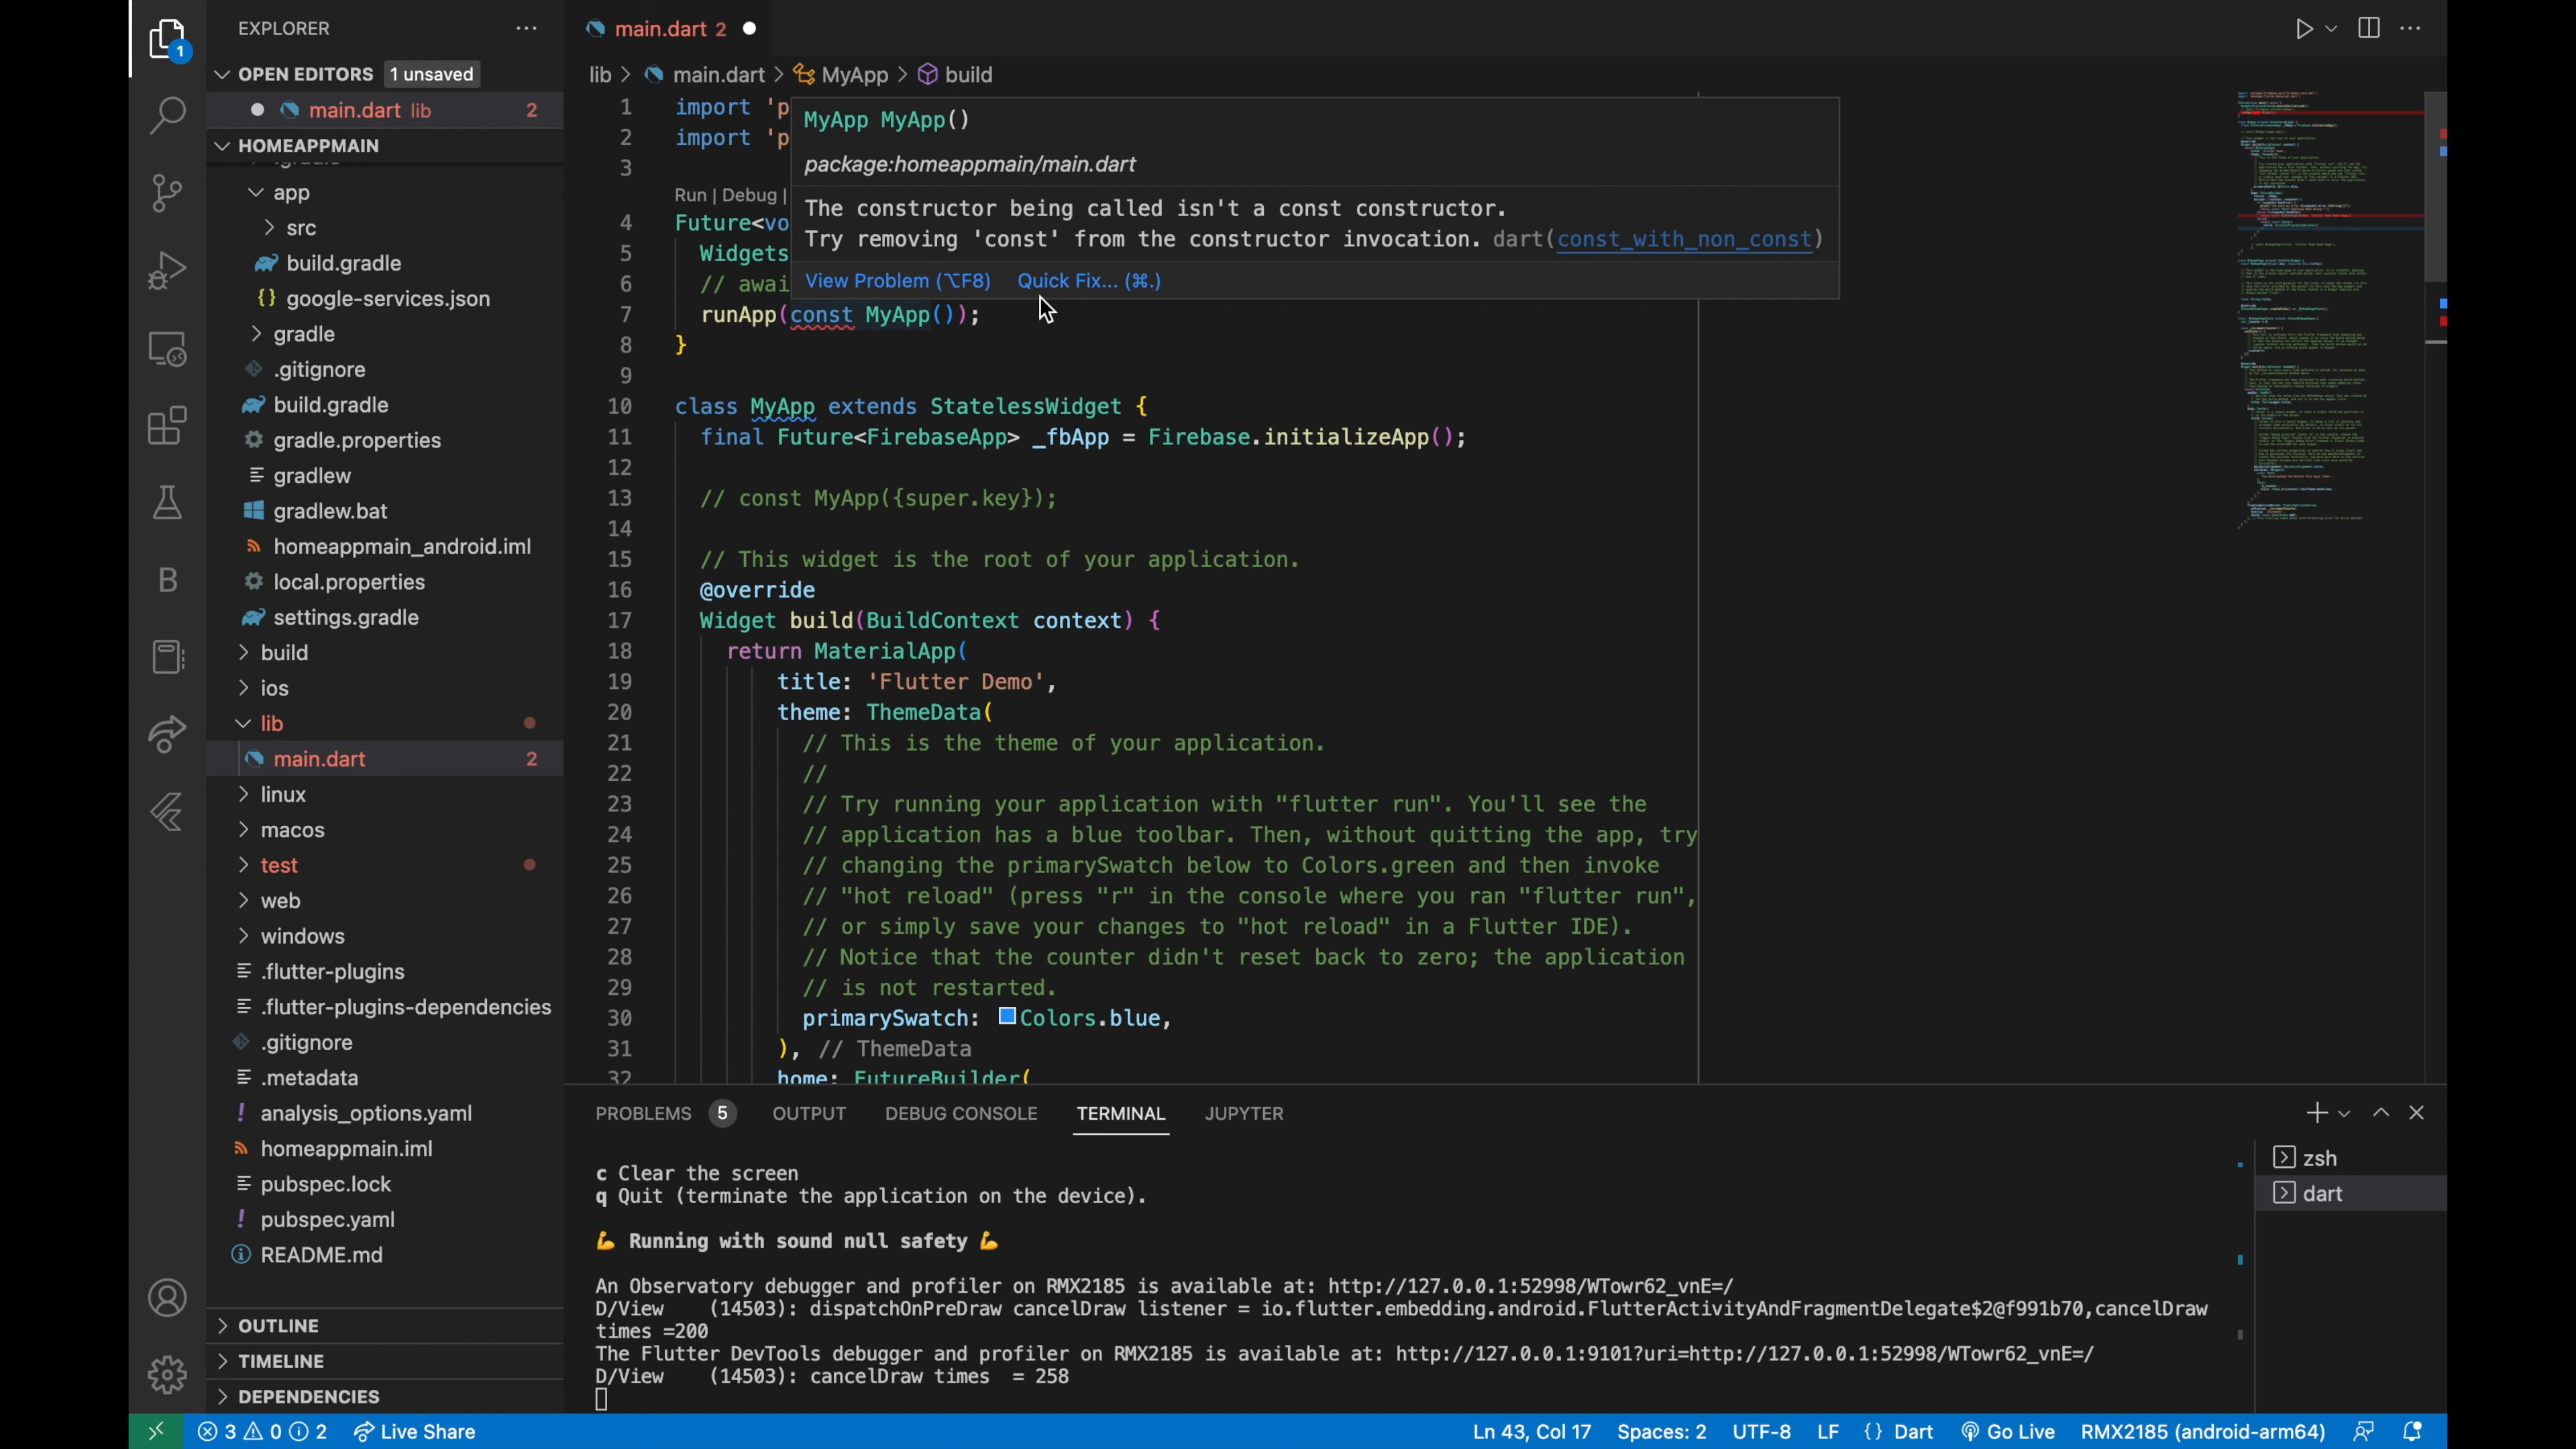 EXPLORER
OPEN EDITORS 1 unsaved
main.dart lib 2
HOMEAPPMAIN
app
src
build.gradle
google-services.json
gradle
.gitignore
build.gradle
gradle.properties
gradlew
gradlew.bat
homeappmain_android.iml
local.properties
settings.gradle
build
ios
lib
main.dart 2
linux
macos
test
web
windows
.flutter-plugins
.flutter-plugins-dependencies
.gitignore
.metadata
analysis_options.yaml
homeappmain.iml
pubspec.lock
pubspec.yaml
README.md
OUTLINE
TIMELINE
DEPENDENCIES
main.dart 2
lib > main.dart > MyApp > build
1 import 'p
2 import 'p
3
Run | Debug |
4 Future<vo
5 Widgets
6 // awai
7 runApp(const MyApp());
8 }
9
MyApp MyApp()
package:homeappmain/main.dart
The constructor being called isn't a const constructor.
Try removing 'const' from the constructor invocation. dart(const_with_non_const)
View Problem (⌥F8) Quick Fix... (⌘.)
10 class MyApp extends StatelessWidget {
11 final Future<FirebaseApp> _fbApp = Firebase.initializeApp();
12
13 // const MyApp({super.key});
14
15 // This widget is the root of your application.
16 @override
17 Widget build(BuildContext context) {
18 return MaterialApp(
19 title: 'Flutter Demo',
20 theme: ThemeData(
21 // This is the theme of your application.
22 //
23 // Try running your application with "flutter run". You'll see the
24 // application has a blue toolbar. Then, without quitting the app, try
25 // changing the primarySwatch below to Colors.green and then invoke
26 // "hot reload" (press "r" in the console where you ran "flutter run",
27 // or simply save your changes to "hot reload" in a Flutter IDE).
28 // Notice that the counter didn't reset back to zero; the application
29 // is not restarted.
30 primarySwatch: Colors.blue,
31 ), // ThemeData
32 home: FutureBuilder(
PROBLEMS 5 OUTPUT DEBUG CONSOLE TERMINAL JUPYTER
c Clear the screen
q Quit (terminate the application on the device).
💪 Running with sound null safety 💪
An Observatory debugger and profiler on RMX2185 is available at: http://127.0.0.1:52998/WTowr62_vnE=/
D/View (14503): dispatchOnPreDraw cancelDraw listener = io.flutter.embedding.android.FlutterActivityAndFragmentDelegate$2@f991b70,cancelDraw
times =200
The Flutter DevTools debugger and profiler on RMX2185 is available at: http://127.0.0.1:9101?uri=http://127.0.0.1:52998/WTowr62_vnE=/
D/View (14503): cancelDraw times = 258
zsh
dart
1
B
3 0 2 Live Share
Ln 43, Col 17 Spaces: 2 UTF-8 LF {} Dart Go Live RMX2185 (android-arm64)